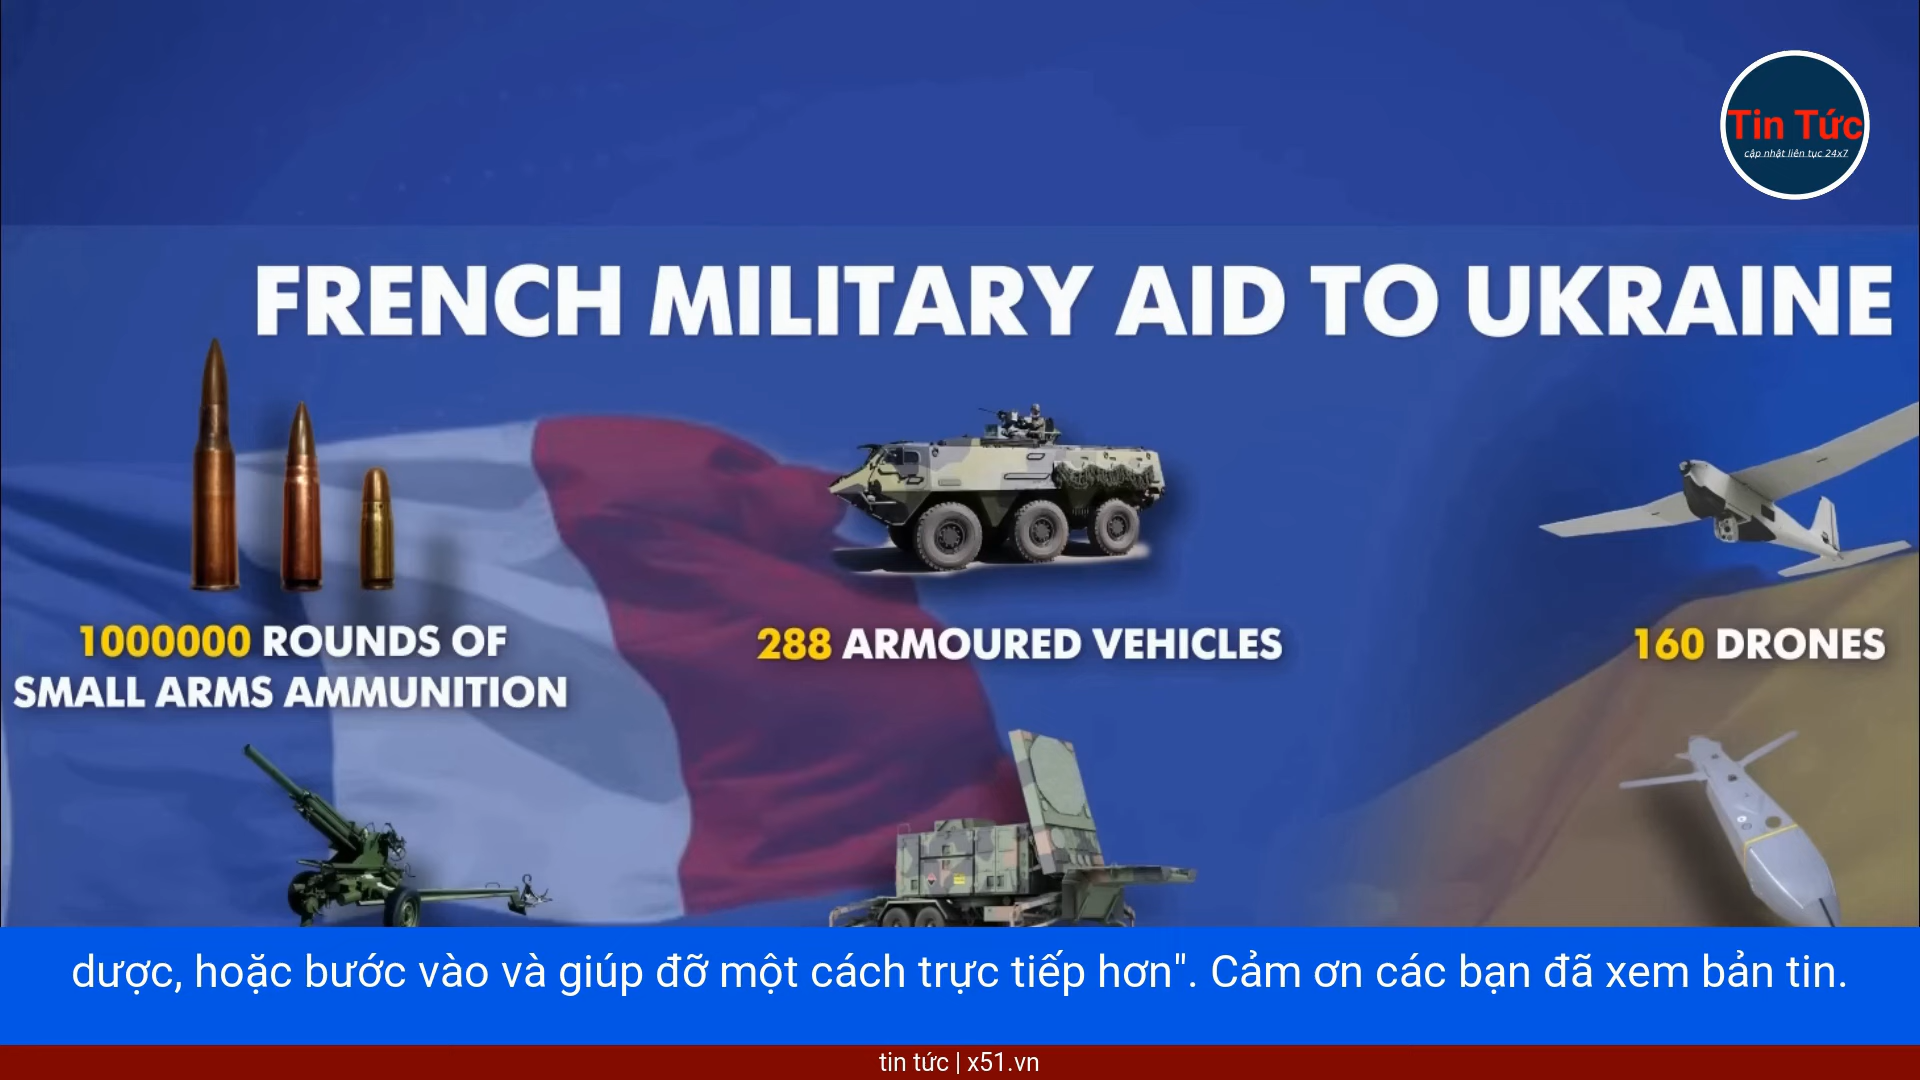 Tin Tức
cập nhật liên tục 24x7
FRENCH MILITARY AID TO UKRAINE
1000000 ROUNDS OF
SMALL ARMS AMMUNITION
288 ARMOURED VEHICLES
160 DRONES
dược, hoặc bước vào và giúp đỡ một cách trực tiếp hơn". Cảm ơn các bạn đã xem bản tin.
tin tức | x51.vn